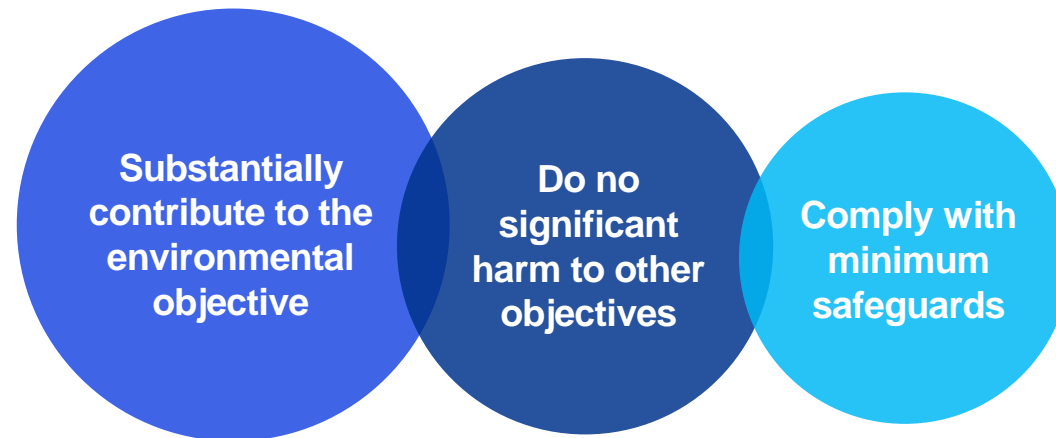 Substantially
contribute to the
environmental
objective
Do no
significant
harm to other
objectives
Comply with
minimum
safeguards